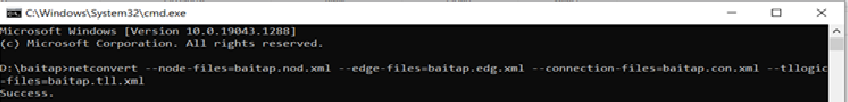 C:\Windows\System32\cmd.exe
Microsoft Windows [Version 10.0.19043.1288]
(c) Microsoft Corporation. All rights reserved.
D:\baitap>netconvert --node-files=baitap.nod.xml --edge-files=baitap.edg.xml --connection-files=baitap.con.xml --tllogic
-files=baitap.tll.xml
Success.